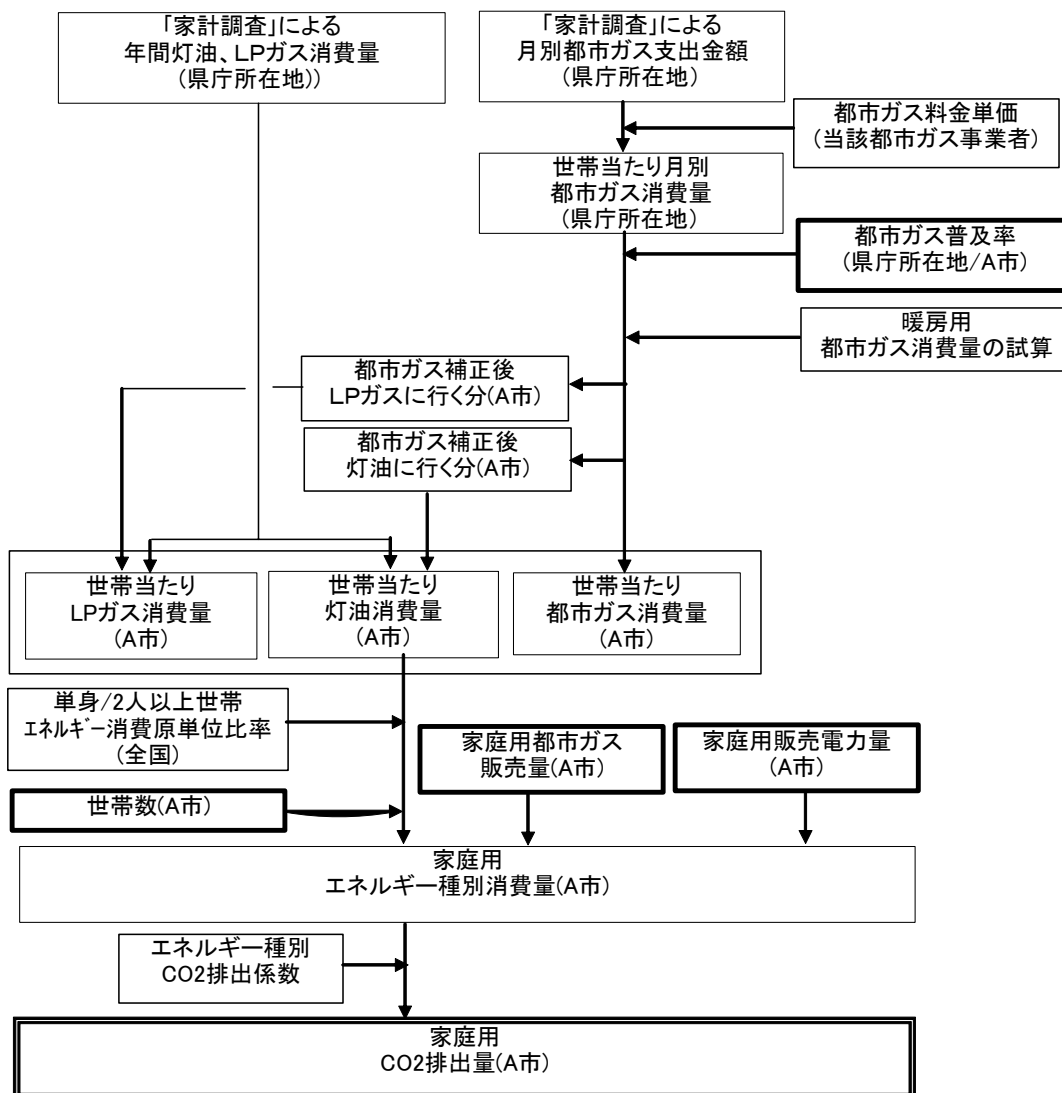 「家計調査」による
年間灯油、LPガス消費量
(県庁所在地))
「家計調査」による
月別都市ガス支出金額
(県庁所在地)
都市ガス料金単価
(当該都市ガス事業者)
世帯当たり月別
都市ガス消費量
(県庁所在地)
都市ガス普及率
(県庁所在地/A市)
暖房用
都市ガス消費量の試算
都市ガス補正後
LPガスに行く分(A市)
都市ガス補正後
灯油に行く分(A市)
世帯当たり
LPガス消費量
(A市)
世帯当たり
灯油消費量
(A市)
世帯当たり
都市ガス消費量
(A市)
単身/2人以上世帯
エネルギー消費原単位比率
(全国)
家庭用都市ガス
販売量(A市)
家庭用販売電力量
(A市)
世帯数(A市)
家庭用
エネルギー種別消費量(A市)
エネルギー種別
CO2排出係数
家庭用
CO2排出量(A市)